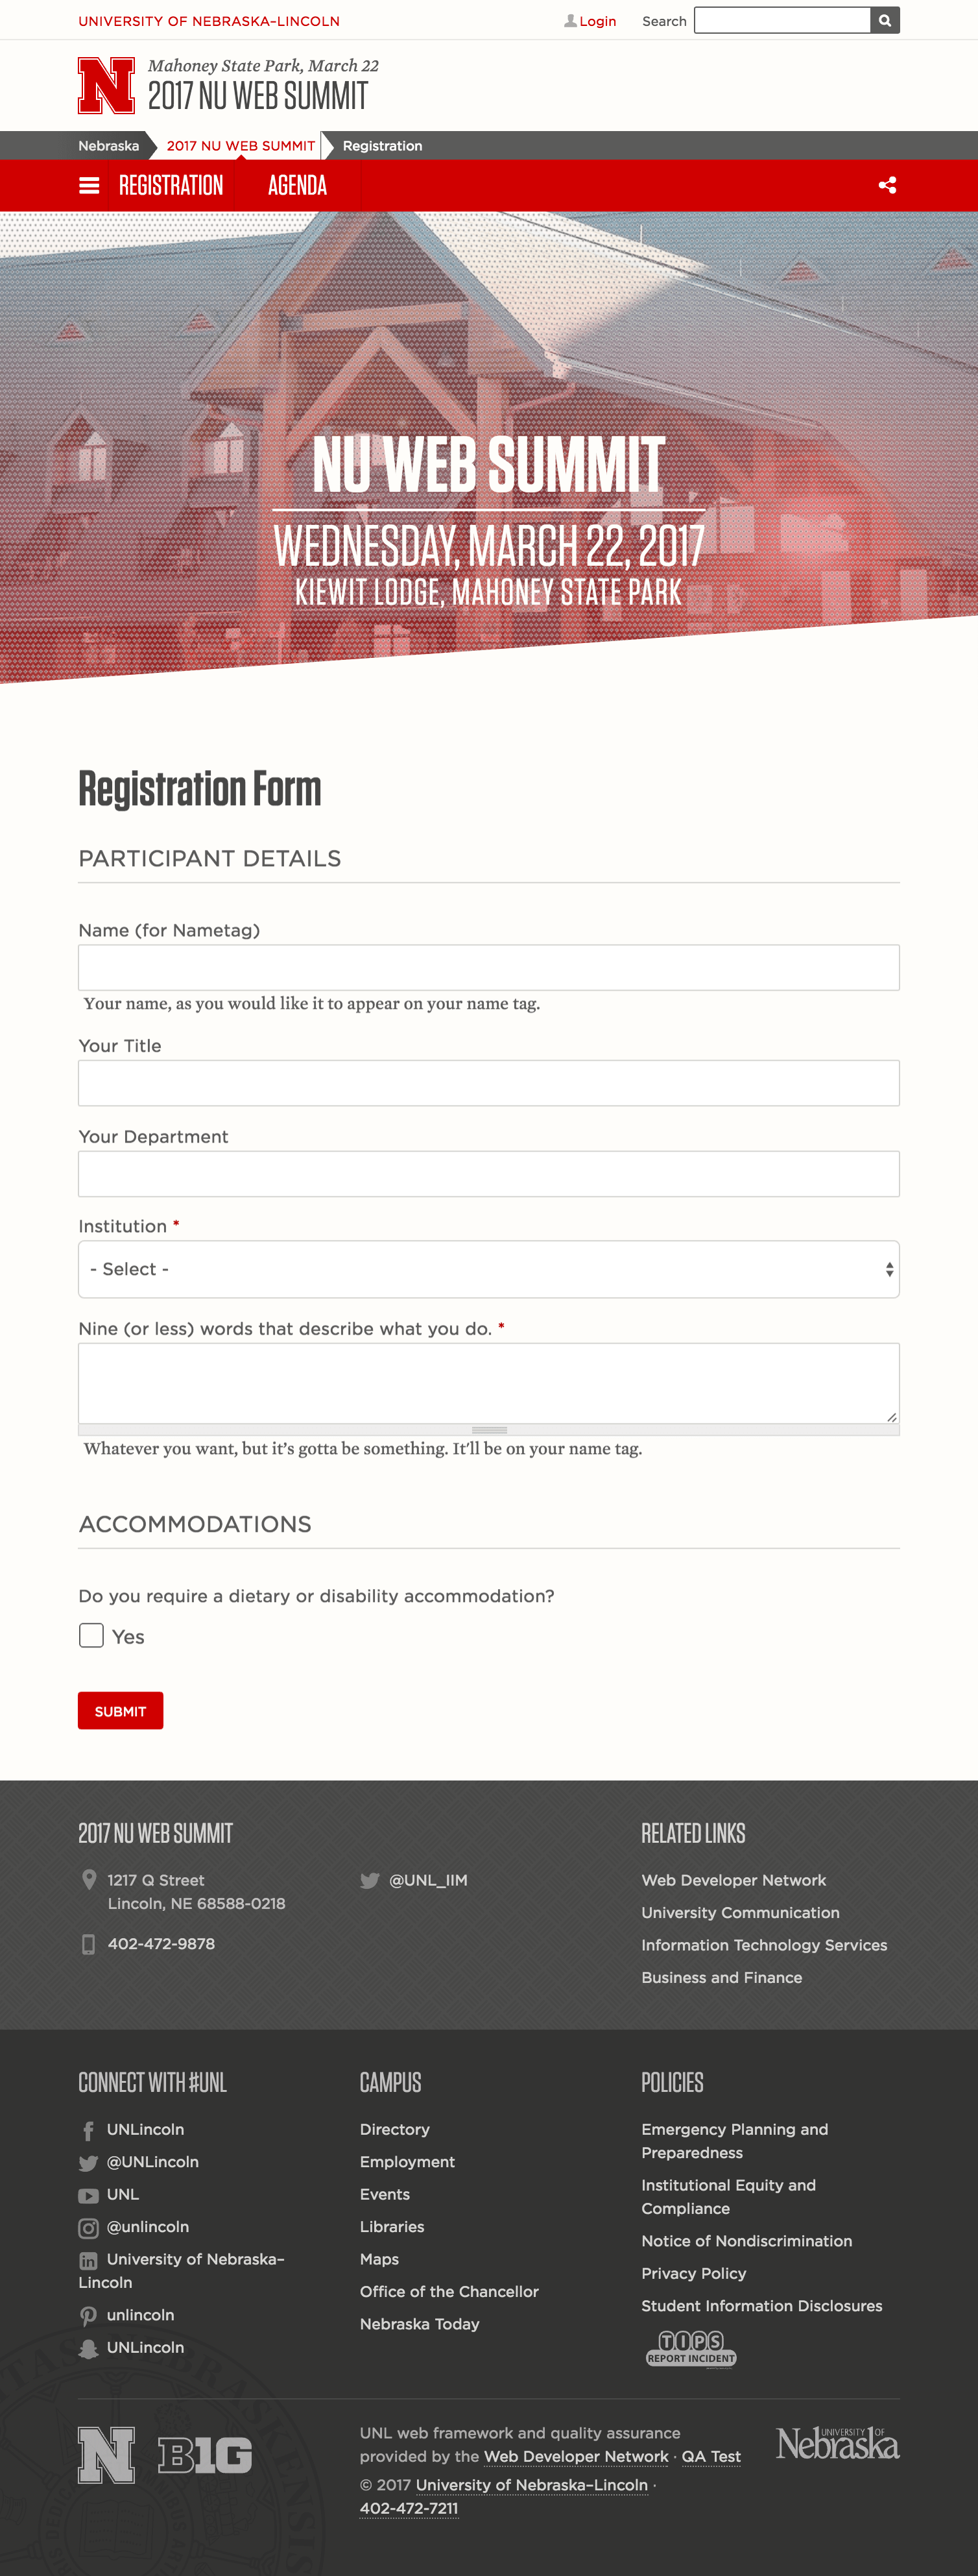 UNIVERSITY OF NEBRASKA–LINCOLN
Login
Search
N
Mahoney State Park, March 22
2017 NU WEB SUMMIT
Nebraska
2017 NU WEB SUMMIT
Registration
REGISTRATION
AGENDA
NU WEB SUMMIT
WEDNESDAY, MARCH 22, 2017
KIEWIT LODGE, MAHONEY STATE PARK
Registration Form
PARTICIPANT DETAILS
Name (for Nametag)
Your name, as you would like it to appear on your name tag.
Your Title
Your Department
Institution *
- Select -
Nine (or less) words that describe what you do. *
Whatever you want, but it's gotta be something. It'll be on your name tag.
ACCOMMODATIONS
Do you require a dietary or disability accommodation?
Yes
SUBMIT
2017 NU WEB SUMMIT
1217 Q Street
Lincoln, NE 68588-0218
402-472-9878
@UNL_IIM
RELATED LINKS
Web Developer Network
University Communication
Information Technology Services
Business and Finance
CONNECT WITH #UNL
UNLincoln
@UNLincoln
UNL
@unlincoln
University of Nebraska–
Lincoln
unlincoln
UNLincoln
CAMPUS
Directory
Employment
Events
Libraries
Maps
Office of the Chancellor
Nebraska Today
POLICIES
Emergency Planning and
Preparedness
Institutional Equity and
Compliance
Notice of Nondiscrimination
Privacy Policy
Student Information Disclosures
TIPS
REPORT INCIDENT
N
B1G
UNL web framework and quality assurance
provided by the Web Developer Network · QA Test
© 2017 University of Nebraska–Lincoln ·
402-472-7211
UNIVERSITY OF
Nebraska